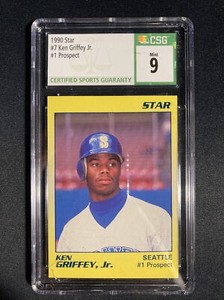 1990 Star
#7 Ken Griffey Jr.
#1 Prospect
CSG
Mint
9
CERTIFIED SPORTS GUARANTY
STAR
S
KEN
GRIFFEY, Jr.
SEATTLE
#1 Prospect